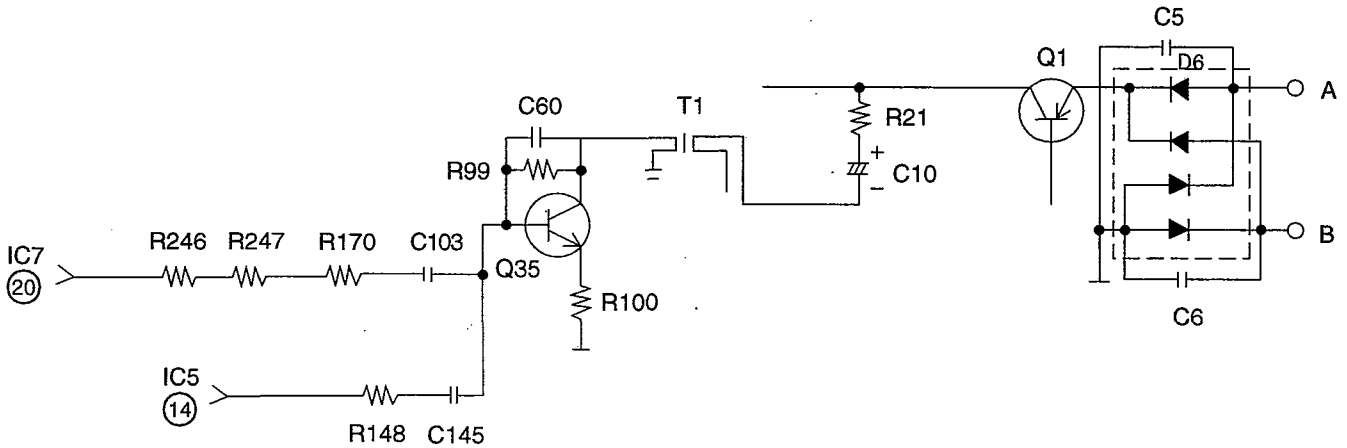 C5
Q1
D6
A
C60
T1
R21
R99
C10
B
IC7
R246
R247
R170
C103
20
Q35
R100
C6
IC5
14
R148
C145
+
−